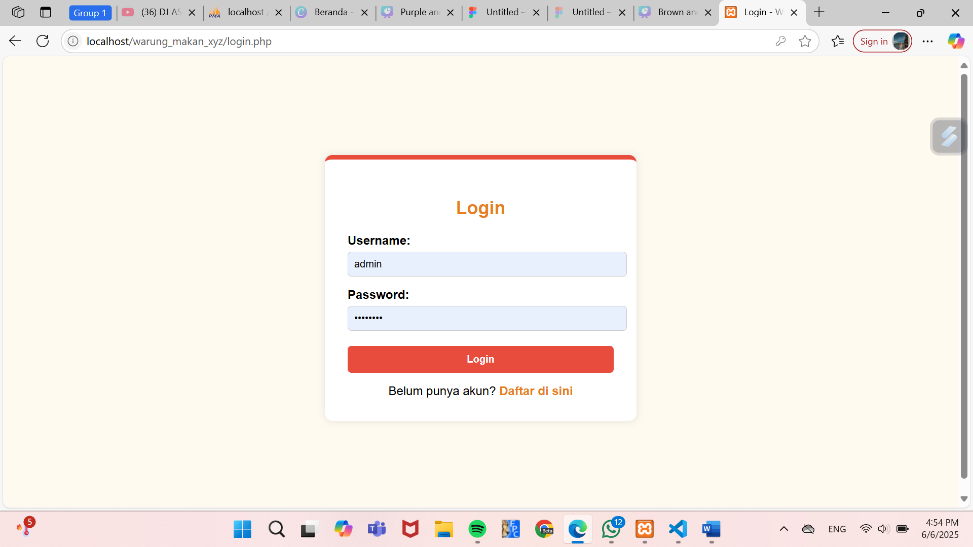 Group 1
(36) DJ AS
localhost
Beranda -
Purple an
Untitled –
Untitled –
Brown an
Login - W
localhost/warung_makan_xyz/login.php
Sign in
Login
Username:
admin
Password:
••••••••
Login
Belum punya akun? Daftar di sini
5
12
ENG
4:54 PM
6/6/2025